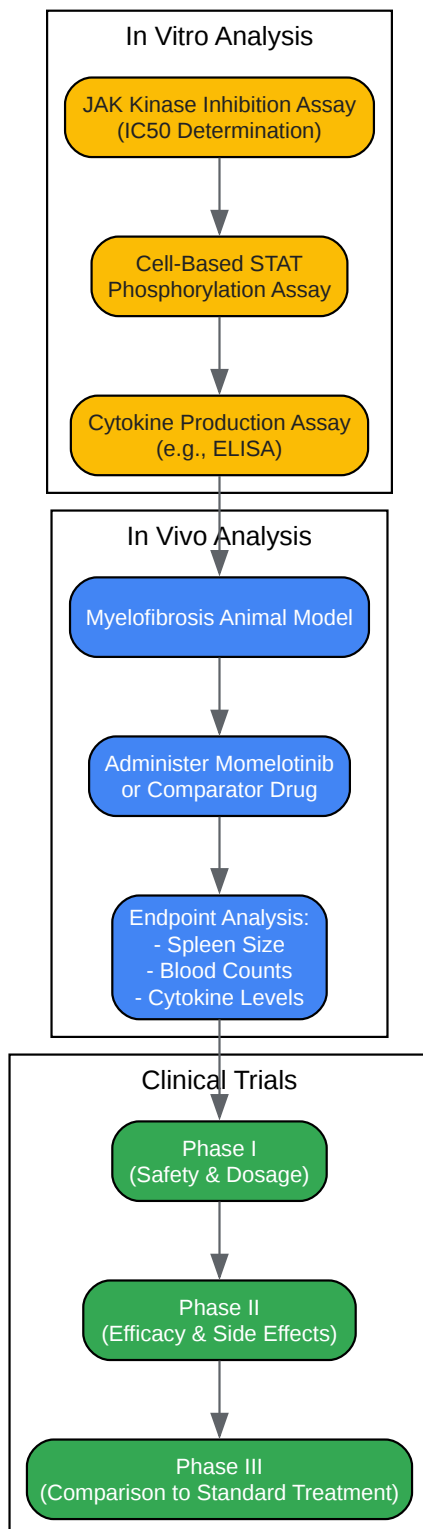 In Vitro Analysis
JAK Kinase Inhibition Assay
(IC50 Determination)
Cell-Based STAT
Phosphorylation Assay
Cytokine Production Assay
(e.g., ELISA)
In Vivo Analysis
Myelofibrosis Animal Model
Administer Momelotinib
or Comparator Drug
Endpoint Analysis:
- Spleen Size
- Blood Counts
- Cytokine Levels
Clinical Trials
Phase I
(Safety & Dosage)
Phase II
(Efficacy & Side Effects)
Phase III
(Comparison to Standard Treatment)